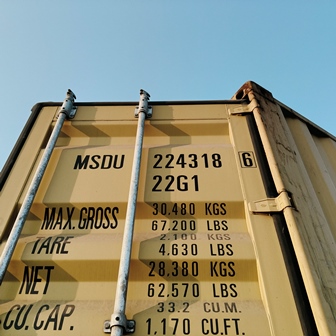 MSDU 224318 6
22G1
MAX.GROSS 30.480 KGS
67.200 LBS
TARE 2.100 KGS
4.630 LBS
NET 28.380 KGS
62,570 LBS
CU.CAP. 33.2 CU.M.
1,170 CU.FT.